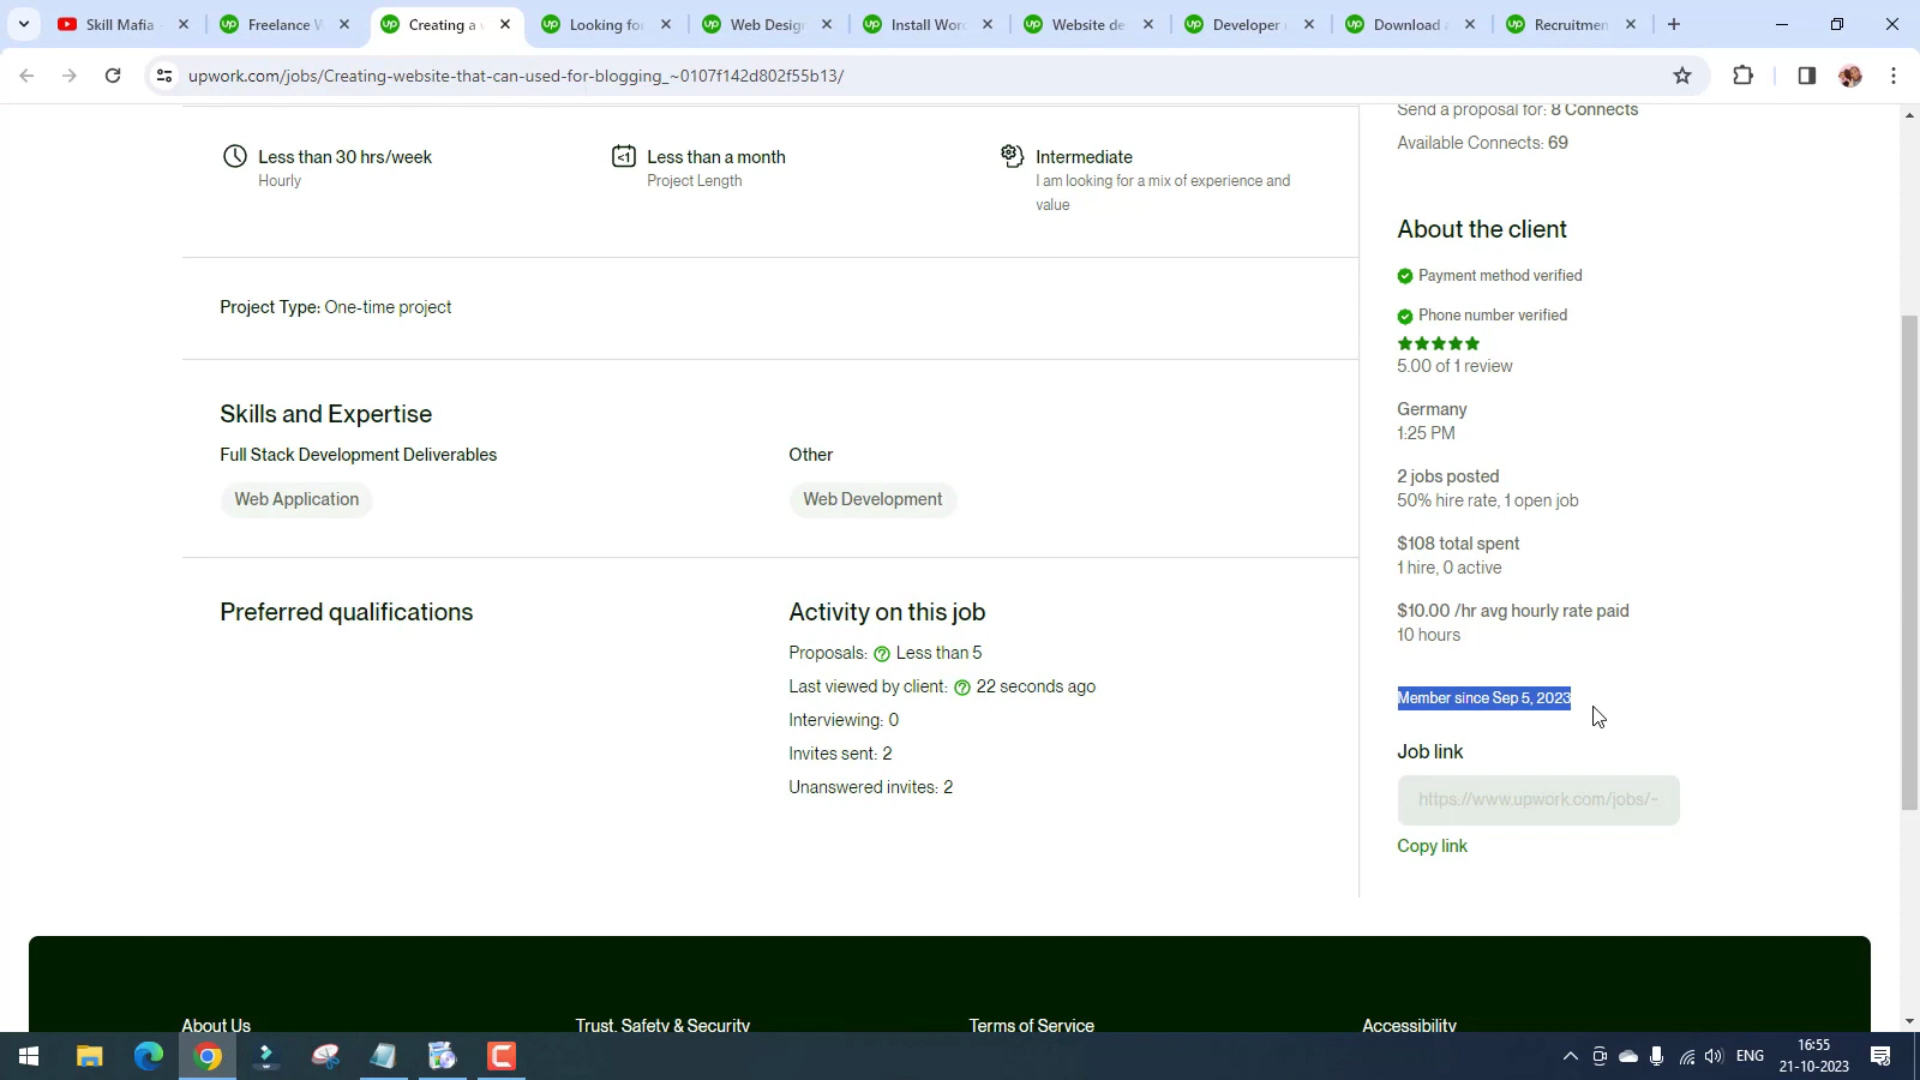 Skill Mafia
Freelance W
Creating a
Looking for
Web Design
Install Word
Website de
Developer
Download a
Recruitmen
upwork.com/jobs/Creating-website-that-can-used-for-blogging_~0107f142d802f55b13/
Send a proposal for: 8 Connects
Available Connects: 69
Less than 30 hrs/week
Hourly
Less than a month
Project Length
Intermediate
I am looking for a mix of experience and
value
Project Type: One-time project
Skills and Expertise
Full Stack Development Deliverables
Other
Web Application
Web Development
Preferred qualifications
Activity on this job
Proposals: Less than 5
Last viewed by client: 22 seconds ago
Interviewing: 0
Invites sent: 2
Unanswered invites: 2
About the client
Payment method verified
Phone number verified
5.00 of 1 review
Germany
1:25 PM
2 jobs posted
50% hire rate, 1 open job
$108 total spent
1 hire, 0 active
$10.00 /hr avg hourly rate paid
10 hours
Member since Sep 5, 2023
Job link
https://www.upwork.com/jobs/~
Copy link
About Us
Trust, Safety & Security
Terms of Service
Accessibility
ENG
16:55
21-10-2023